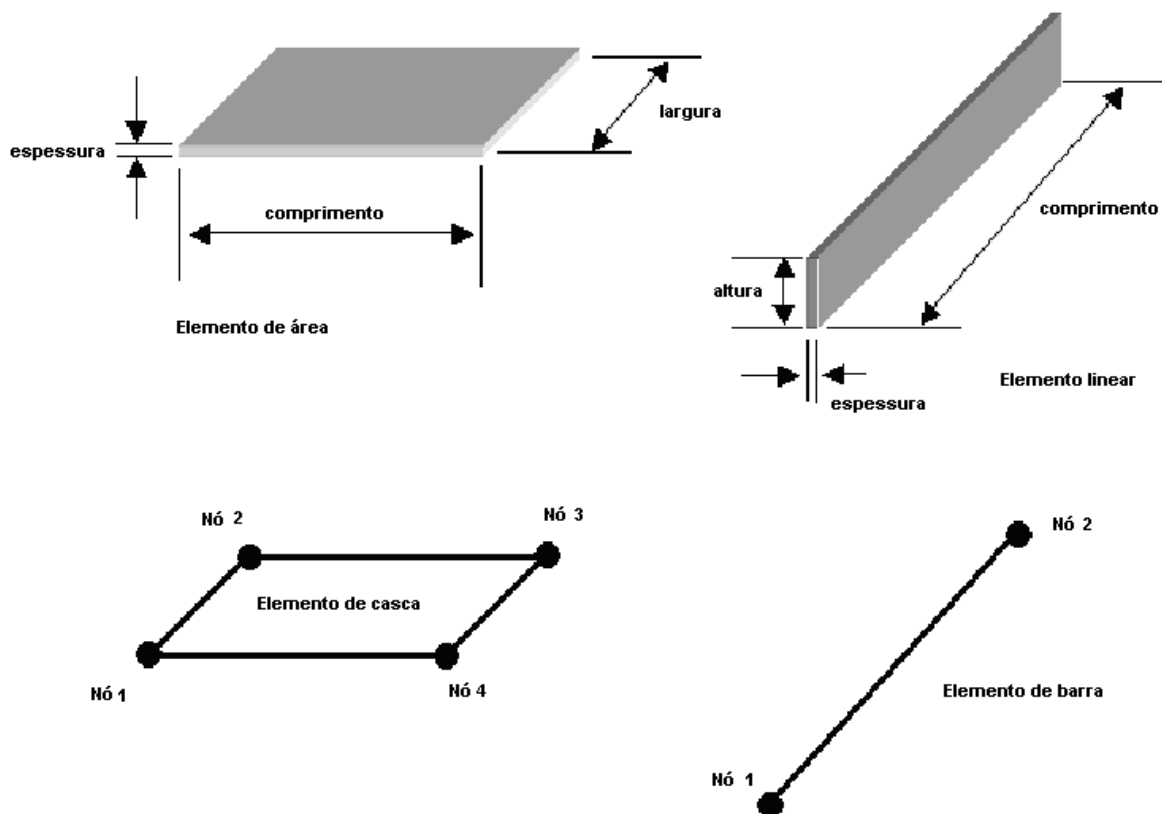 largura
espessura
comprimento
Elemento de área
comprimento
altura
espessura
Elemento linear
Nó 2
Nó 3
Elemento de casca
Nó 1
Nó 4
Nó 2
Elemento de barra
Nó 1